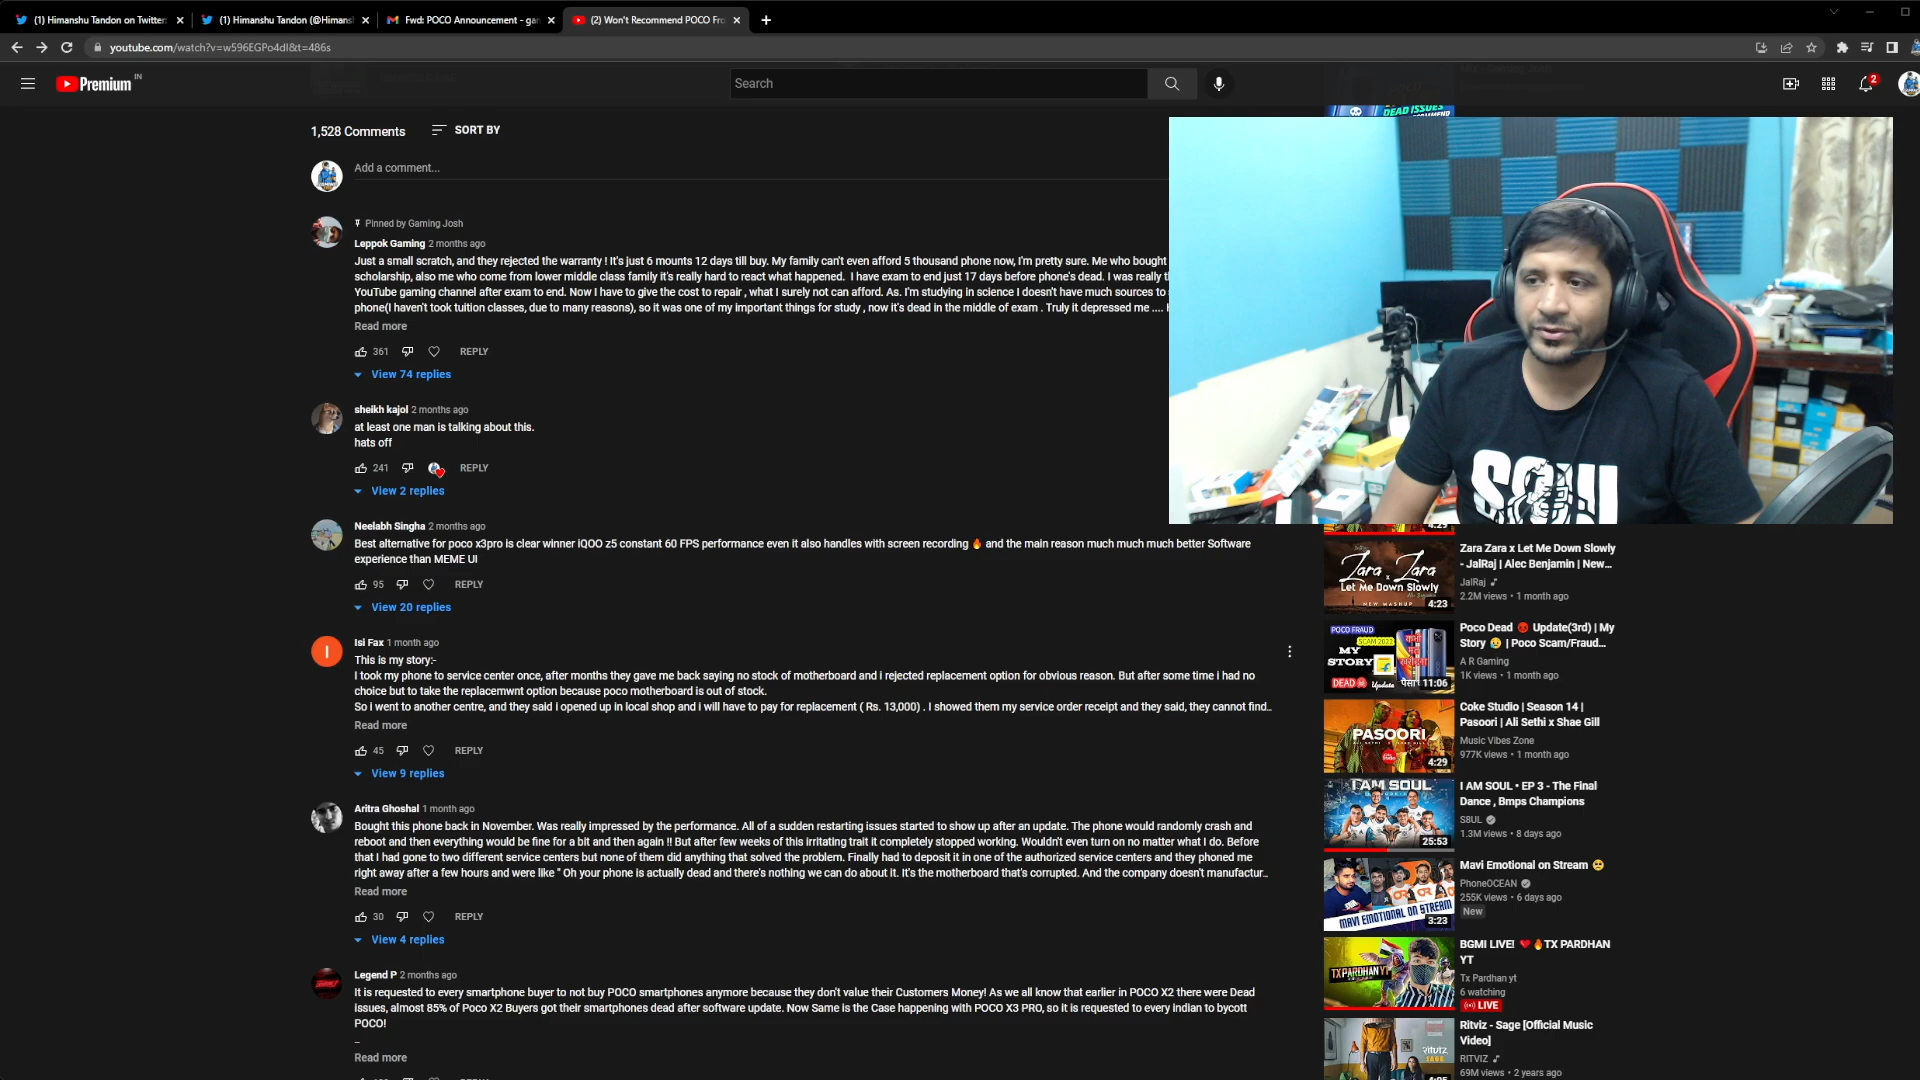 (1) Himanshu Tandon on Twitter:
(1) Himanshu Tandon (@Himans
Fwd: POCO Announcement - ga
(2) Won't Recommend POCO Fro
youtube.com/watch?v=w596EGPo4dI&t=486s
Premium IN
Search
2
1,528 Comments
SORT BY
Add a comment...
Pinned by Gaming Josh
Leppok Gaming 2 months ago
Just a small scratch, and they rejected the warranty ! It's just 6 mounts 12 days till buy. My family can't even afford 5 thousand phone now, I'm pretty sure. Me who bought
scholarship, also me who come from lower middle class family it's really hard to react what happened. I have exam to end just 17 days before phone's dead. I was really t
YouTube gaming channel after exam to end. Now I have to give the cost to repair , what I surely not can afford. As. I'm studying in science I doesn't have much sources to
phone(I haven't took tuition classes, due to many reasons), so it was one of my important things for study , now it's dead in the middle of exam . Truly it depressed me ....
Read more
361 REPLY
View 74 replies
sheikh kajol 2 months ago
at least one man is talking about this.
hats off
241 REPLY
View 2 replies
Neelabh Singha 2 months ago
Best alternative for poco x3pro is clear winner iQOO z5 constant 60 FPS performance even it also handles with screen recording 🔥 and the main reason much much much better Software
experience than MEME UI
95 REPLY
View 20 replies
I
Isi Fax 1 month ago
This is my story:-
I took my phone to service center once, after months they gave me back saying no stock of motherboard and i rejected replacement option for obvious reason. But after some time i had no
choice but to take the replacemwnt option because poco motherboard is out of stock.
So i went to another centre, and they said i opened up in local shop and i will have to pay for replacement ( Rs. 13,000) . I showed them my service order receipt and they said, they cannot find..
Read more
45 REPLY
View 9 replies
Aritra Ghoshal 1 month ago
Bought this phone back in November. Was really impressed by the performance. All of a sudden restarting issues started to show up after an update. The phone would randomly crash and
reboot and then everything would be fine for a bit and then again !! But after few weeks of this irritating trait it completely stopped working. Wouldn't even turn on no matter what I do. Before
that I had gone to two different service centers but none of them did anything that solved the problem. Finally had to deposit it in one of the authorized service centers and they phoned me
right away after a few hours and were like " Oh your phone is actually dead and there's nothing we can do about it. It's the motherboard that's corrupted. And the company doesn't manufactur..
Read more
30 REPLY
View 4 replies
Legend P 2 months ago
It is requested to every smartphone buyer to not buy POCO smartphones anymore because they don't value their Customers Money! As we all know that earlier in POCO X2 there were Dead
Issues, almost 85% of Poco X2 Buyers got their smartphones dead after software update. Now Same is the Case happening with POCO X3 PRO, so it is requested to every indian to bycott
POCO!
_
Read more
DEAD ISSUES
SOUL
4:29
Zara Zara
Let Me Down Slowly
NEW MASHUP
4:23
Zara Zara x Let Me Down Slowly
- JalRaj | Alec Benjamin | New...
JalRaj
2.2M views • 1 month ago
POCO FRAUD
SCAM 2022
MY
STORY
DEAD Update
11:06
Poco Dead Update(3rd) | My
Story 😢 | Poco Scam/Fraud...
A R Gaming
1K views • 1 month ago
PASOORI
4:29
Coke Studio | Season 14 |
Pasoori | Ali Sethi x Shae Gill
Music Vibes Zone
977K views • 1 month ago
I AM SOUL
25:53
I AM SOUL • EP 3 - The Final
Dance , Bmps Champions
S8UL
1.3M views • 8 days ago
MAVI EMOTIONAL ON STREAM
3:23
Mavi Emotional on Stream
PhoneOCEAN
255K views • 6 days ago
New
TX PARDHAN YT
BGMI LIVE! ❤️🔥TX PARDHAN
YT
Tx Pardhan yt
6 watching
LIVE
RITVIZ
SAGE
Ritviz - Sage [Official Music
Video]
RITVIZ
69M views • 2 years ago